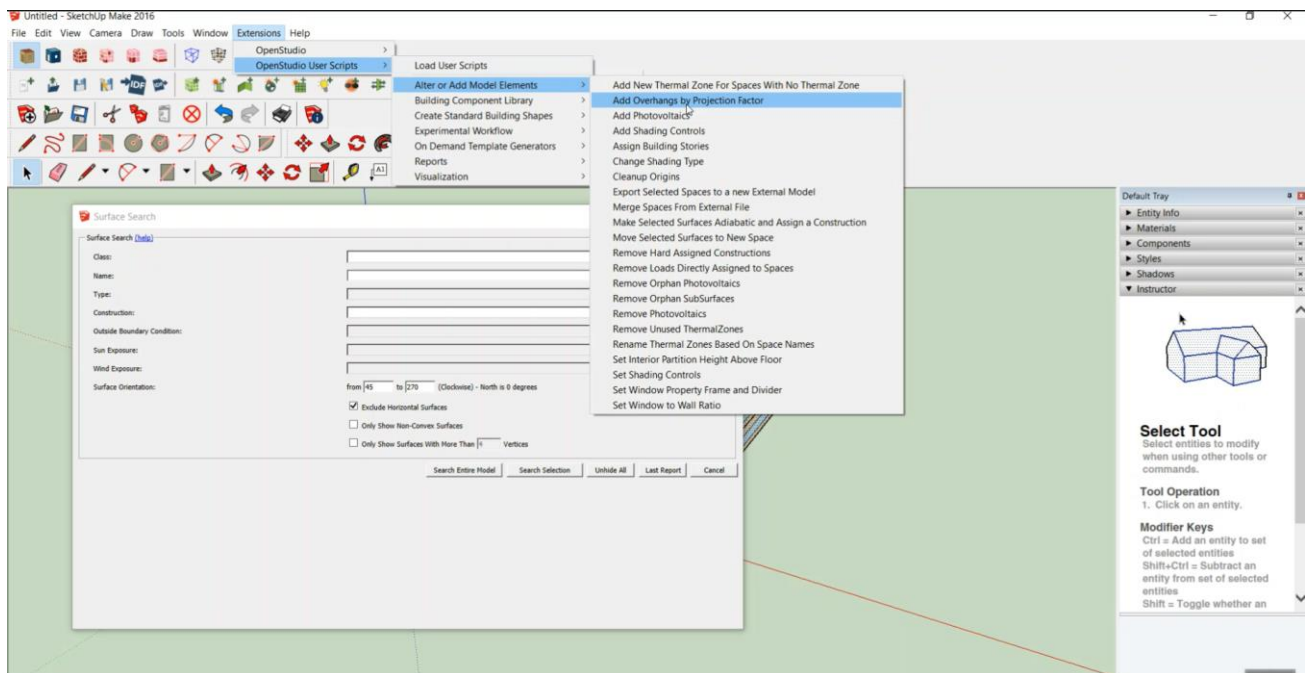 Untitled - SketchUp Make 2016
File Edit View Camera Draw Tools Window Extensions Help
OpenStudio
OpenStudio User Scripts
Load User Scripts
Alter or Add Model Elements
Building Component Library
Create Standard Building Shapes
Experimental Workflow
On Demand Template Generators
Reports
Visualization
Add New Thermal Zone For Spaces With No Thermal Zone
Add Overhangs by Projection Factor
Add Photovoltaics
Add Shading Controls
Assign Building Stories
Change Shading Type
Cleanup Origins
Export Selected Spaces to a new External Model
Merge Spaces From External File
Make Selected Surfaces Adiabatic and Assign a Construction
Move Selected Surfaces to New Space
Remove Hard Assigned Constructions
Remove Loads Directly Assigned to Spaces
Remove Orphan Photovoltaics
Remove Orphan SubSurfaces
Remove Photovoltaics
Remove Unused ThermalZones
Rename Thermal Zones Based On Space Names
Set Interior Partition Height Above Floor
Set Shading Controls
Set Window Property Frame and Divider
Set Window to Wall Ratio
IDF
A1
Surface Search
Surface Search [help]
Class:
Name:
Type:
Construction:
Outside Boundary Condition:
Sun Exposure:
Wind Exposure:
Surface Orientation: from 45 to 270 (Clockwise) - North is 0 degrees
Exclude Horizontal Surfaces
Only Show Non-Convex Surfaces
Only Show Surfaces With More Than Vertices
Search Entire Model Search Selection Unhide All Last Report Cancel
Default Tray
Entity Info
Materials
Components
Styles
Shadows
Instructor
Select Tool
Select entities to modify
when using other tools or
commands.
Tool Operation
1. Click on an entity.
Modifier Keys
Ctrl = Add an entity to set
of selected entities
Shift+Ctrl = Subtract an
entity from set of selected
entities
Shift = Toggle whether an